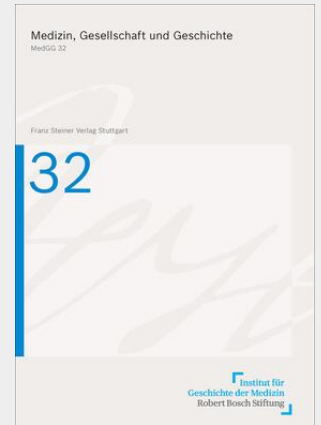 Medizin, Gesellschaft und Geschichte
MedGG 32
Franz Steiner Verlag Stuttgart
32
Institut für
Geschichte der Medizin
Robert Bosch Stiftung